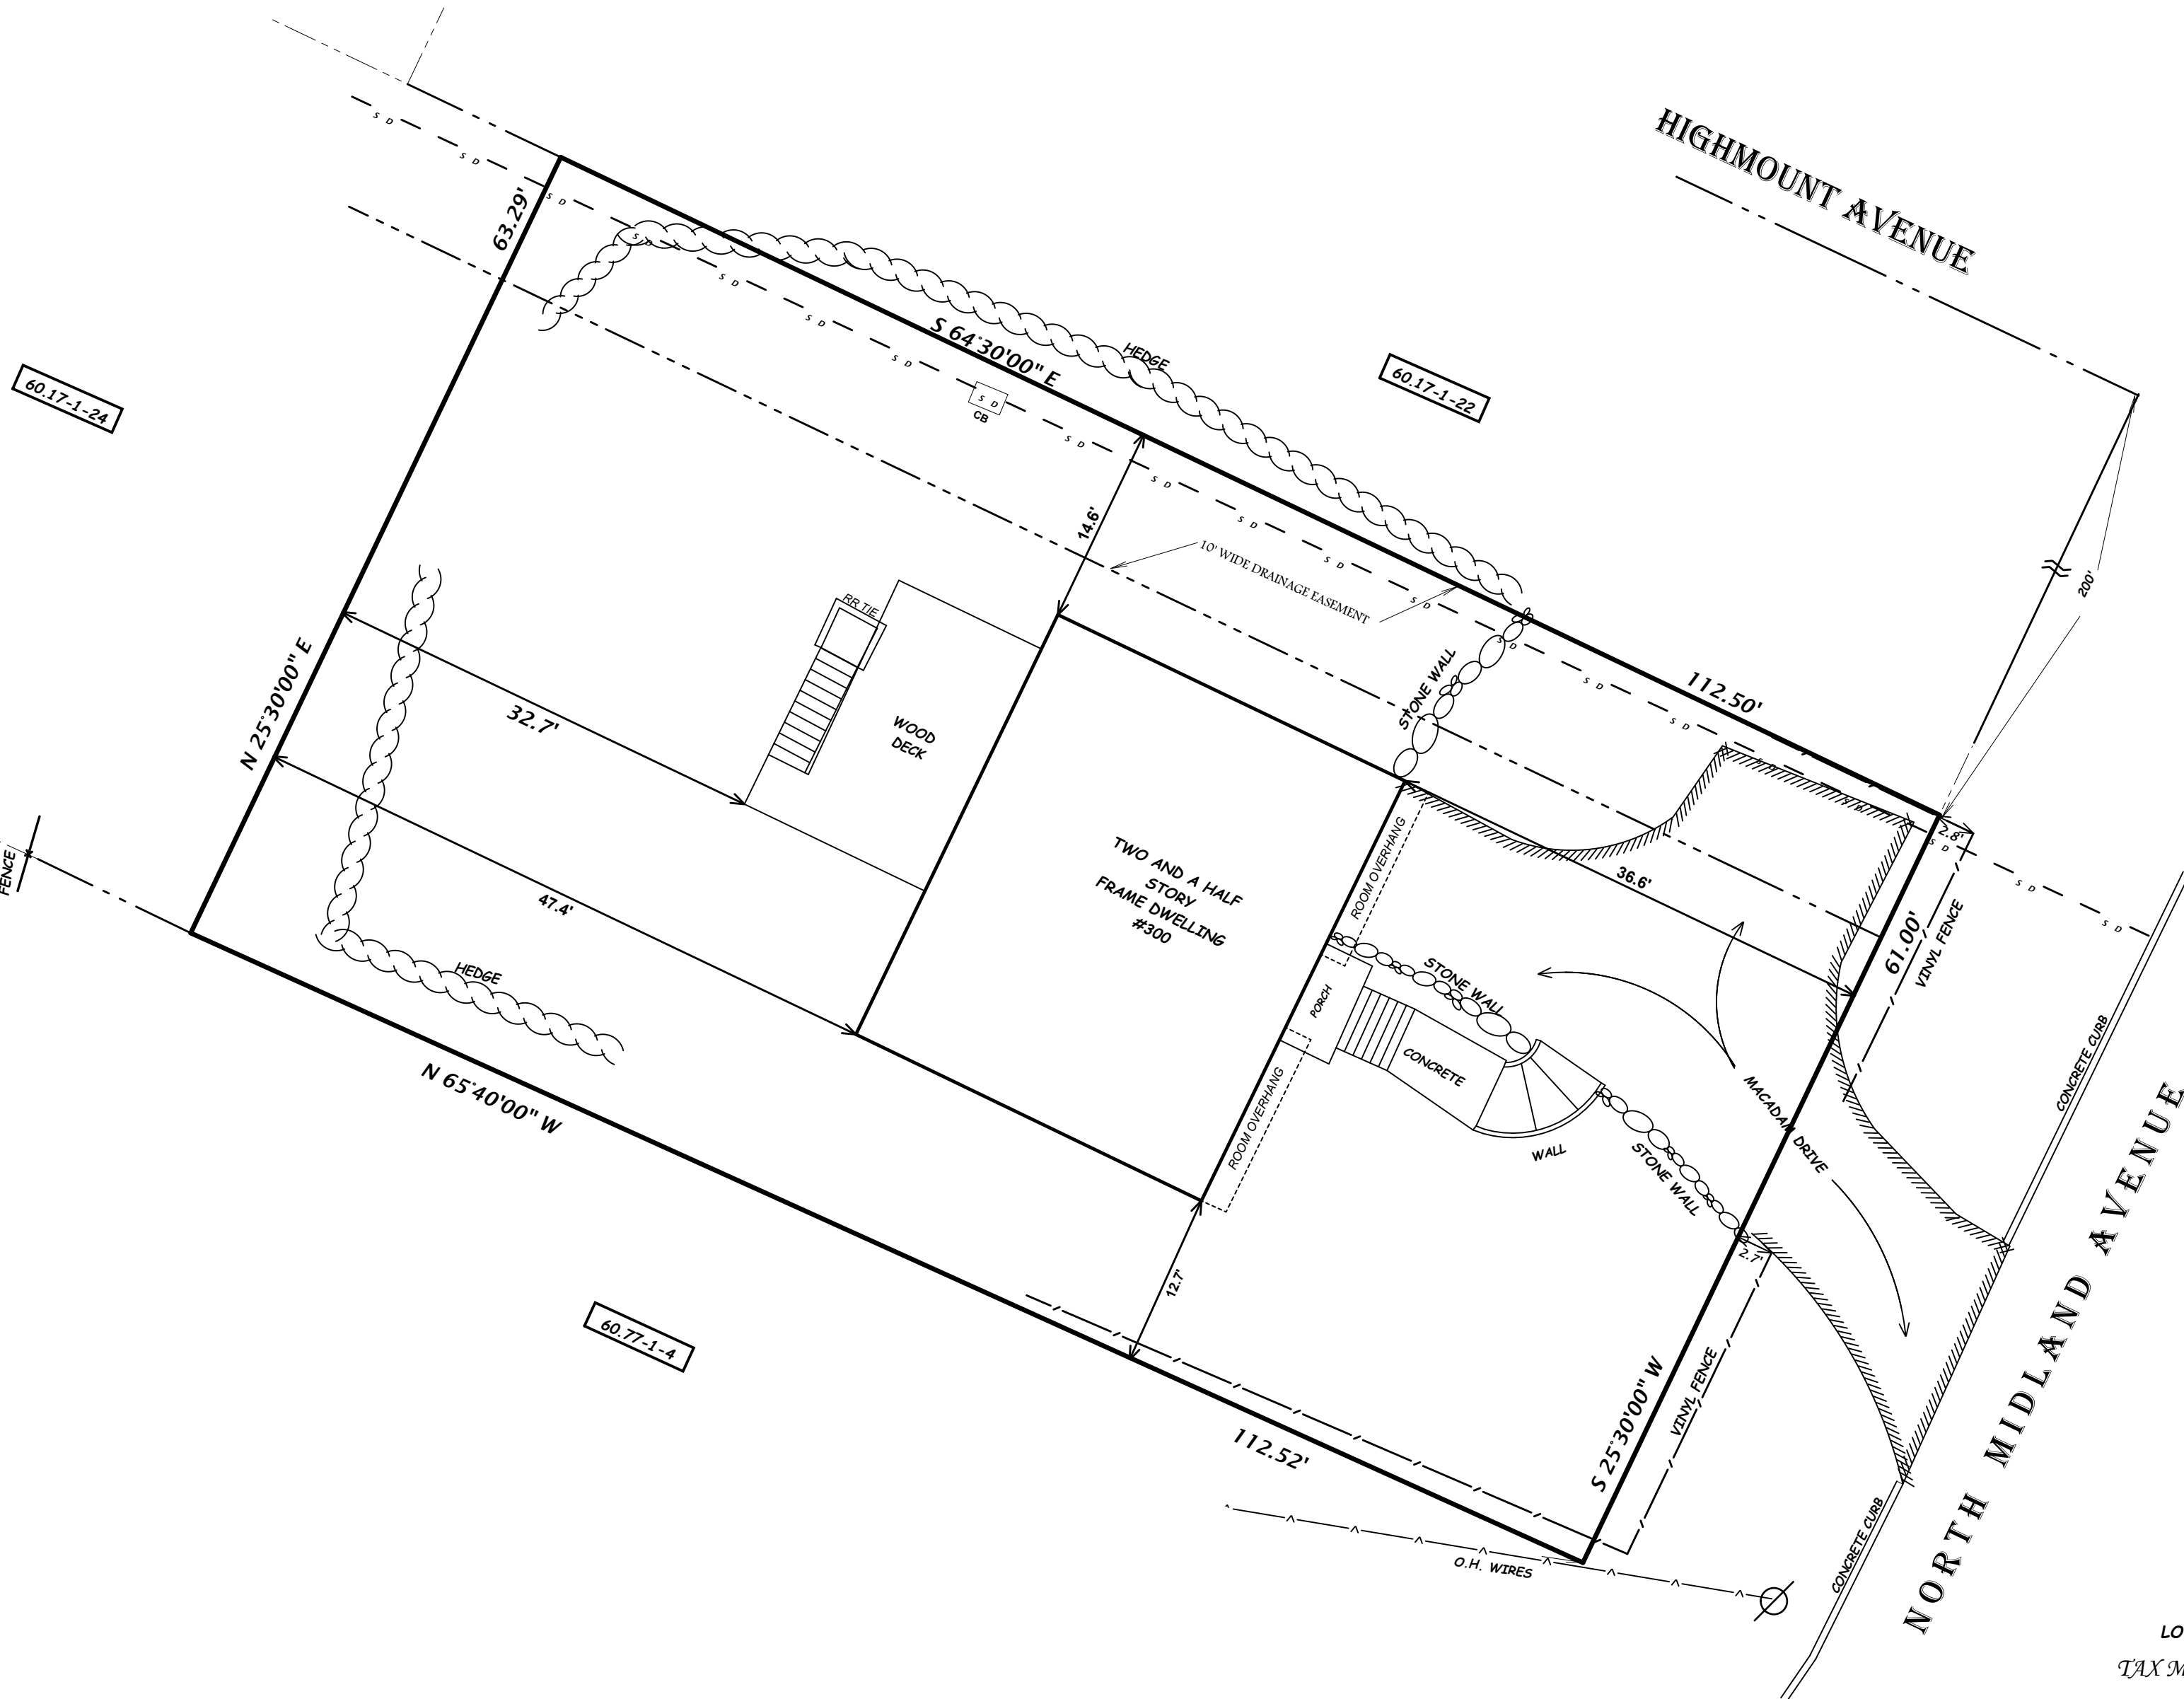 HIGHMOUNT AVENUE
S D
S D
S D
63.29'
S D
S D
S D
S 64°30'00" E
HEDGE
60.17-1-24
60.17-1-22
S D
S D
CB
S D
S D
14.6'
S D
S D
10' WIDE DRAINAGE EASEMENT
200'
S D
RR TIE
S D
STONE WALL
N 25°30'00" E
S D
112.50'
32.7'
WOOD
DECK
S D
S D
S D
2.8'
S D
FENCE
TWO AND A HALF
STORY
FRAME DWELLING
#300
ROOM OVERHANG
36.6'
S D
S D
47.4'
61.00'
VINYL FENCE
HEDGE
STONE WALL
PORCH
CONCRETE
CONCRETE CURB
N 65°40'00" W
ROOM OVERHANG
MACADAM DRIVE
WALL
STONE WALL
2.7'
12.7'
60.77-1-4
S 25°30'00" W
VINYL FENCE
NORTH MIDLAND AVENUE
112.52'
O.H. WIRES
CONCRETE CURB
LO
TAX M